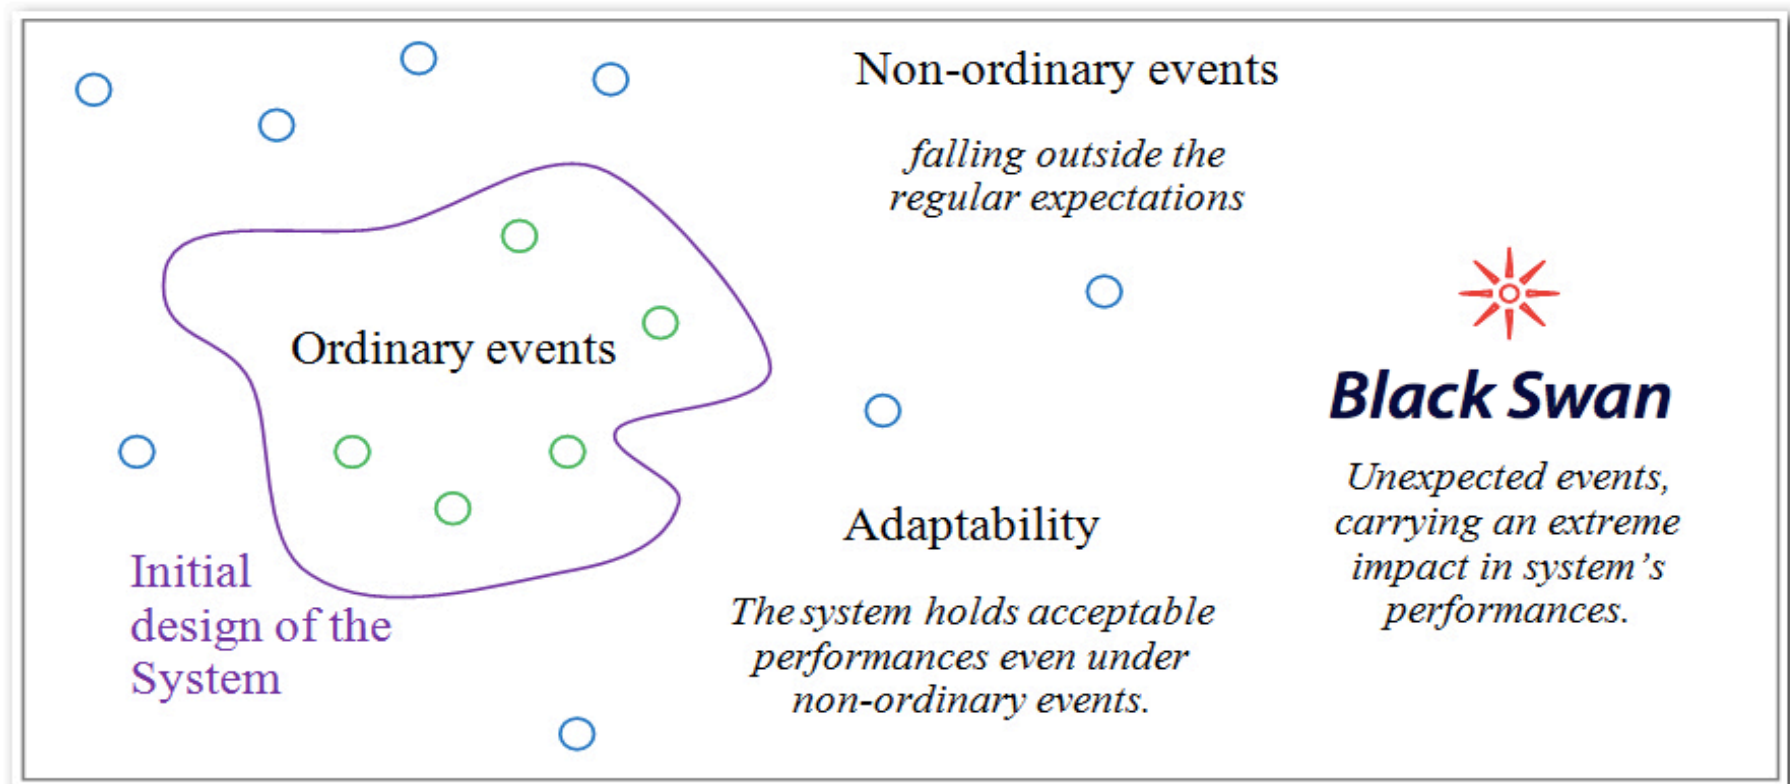 Non-ordinary events
falling outside the
regular expectations
Ordinary events
Black Swan
Unexpected events,
carrying an extreme
impact in system’s
performances.
Adaptability
The system holds acceptable
performances even under
non-ordinary events.
Initial
design of the
System